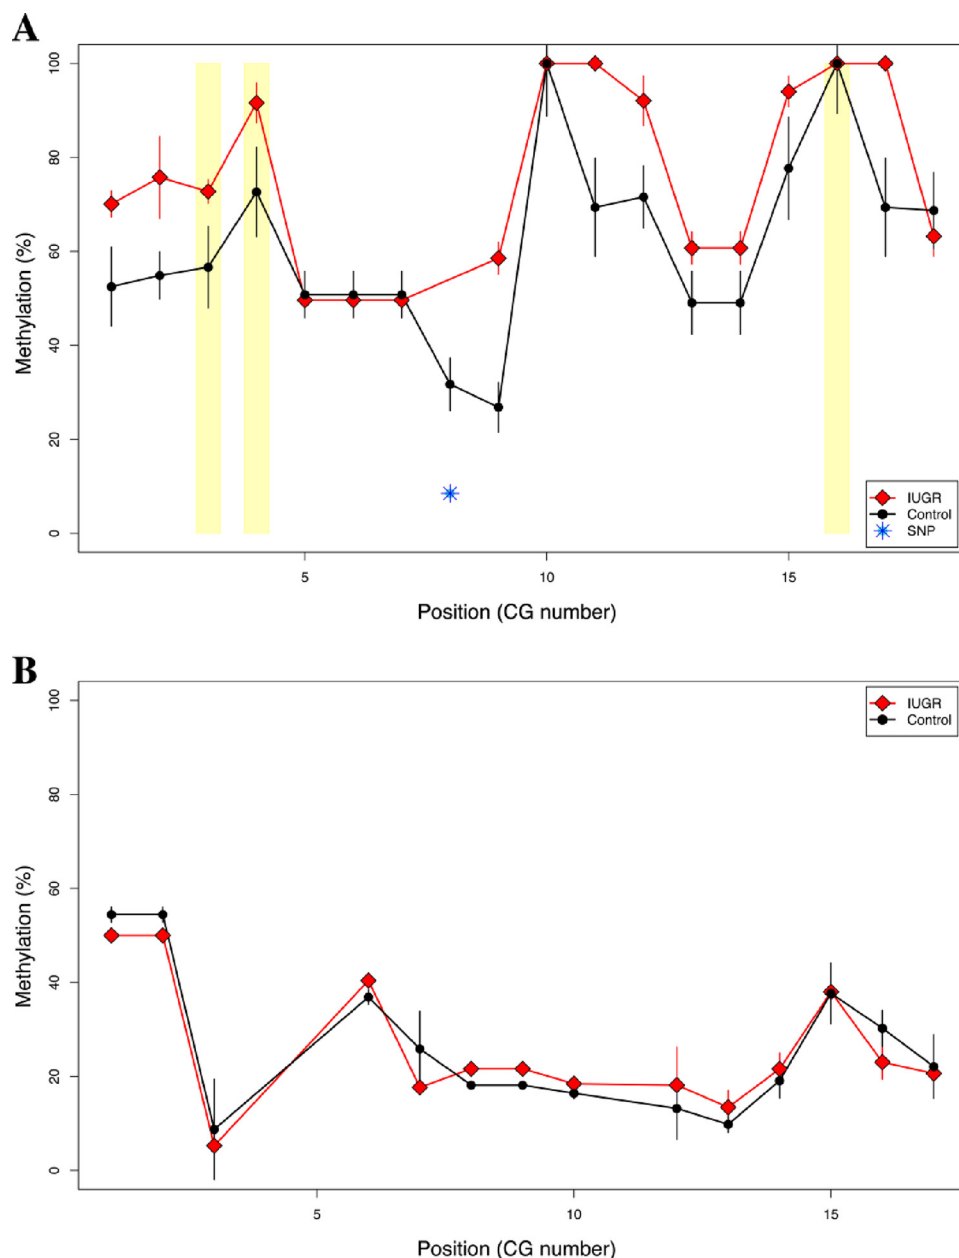 A
100
80
60
40
20
0
Methylation (%)
IUGR
Control
SNP
5
10
15
Position (CG number)
B
100
80
60
40
20
0
Methylation (%)
IUGR
Control
5
10
15
Position (CG number)